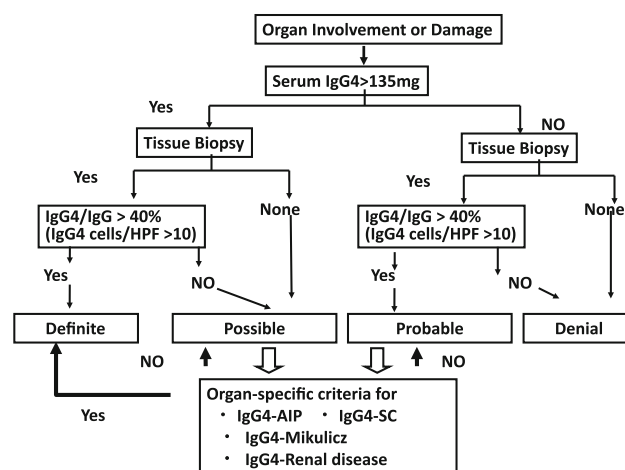 Organ Involvement or Damage
Serum IgG4>135mg
Yes
NO
Tissue Biopsy
Tissue Biopsy
Yes
Yes
None
None
IgG4/IgG > 40%
(IgG4 cells/HPF >10)
IgG4/IgG > 40%
(IgG4 cells/HPF >10)
Yes
NO
Yes
NO
Definite
Possible
Probable
Denial
NO
NO
Yes
Organ-specific criteria for
・ IgG4-AIP ・ IgG4-SC
・ IgG4-Mikulicz
・ IgG4-Renal disease